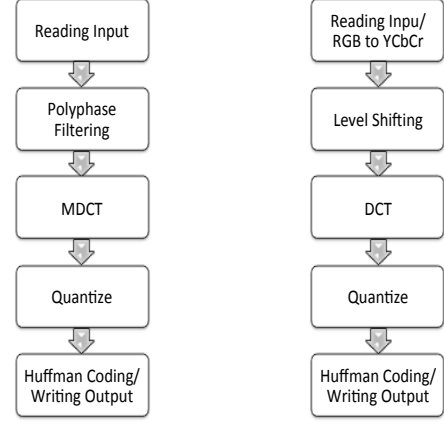 Reading Input
Polyphase
Filtering
MDCT
Quantize
Huffman Coding/
Writing Output
Reading Inpu/
RGB to YCbCr
Level Shifting
DCT
Quantize
Huffman Coding/
Writing Output